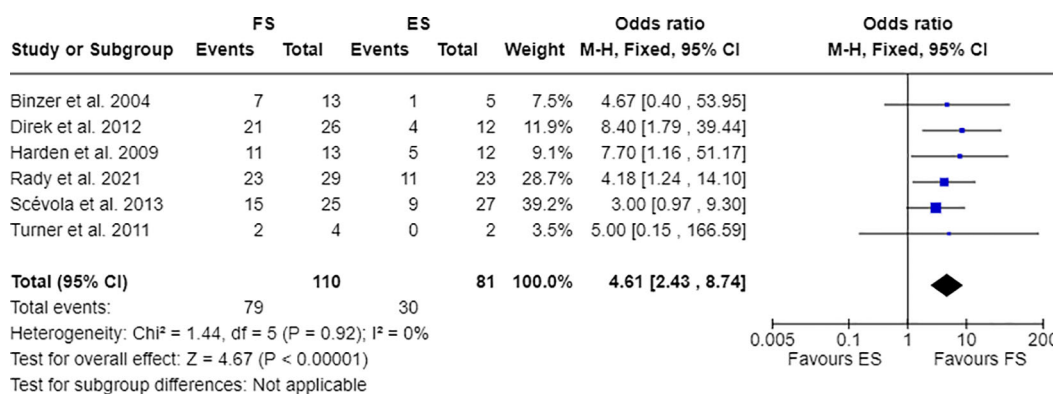 FS ES Odds ratio Odds ratio
Study or Subgroup Events Total Events Total Weight M-H, Fixed, 95% CI M-H, Fixed, 95% CI
Binzer et al. 2004 7 13 1 5 7.5% 4.67 [0.40 , 53.95]
Direk et al. 2012 21 26 4 12 11.9% 8.40 [1.79 , 39.44]
Harden et al. 2009 11 13 5 12 9.1% 7.70 [1.16 , 51.17]
Rady et al. 2021 23 29 11 23 28.7% 4.18 [1.24 , 14.10]
Scévola et al. 2013 15 25 9 27 39.2% 3.00 [0.97 , 9.30]
Turner et al. 2011 2 4 0 2 3.5% 5.00 [0.15 , 166.59]
Total (95% CI) 110 81 100.0% 4.61 [2.43 , 8.74]
Total events: 79 30
Heterogeneity: Chi² = 1.44, df = 5 (P = 0.92); I² = 0%
0.005 0.1 1 10 200
Test for overall effect: Z = 4.67 (P < 0.00001)
Favours ES Favours FS
Test for subgroup differences: Not applicable